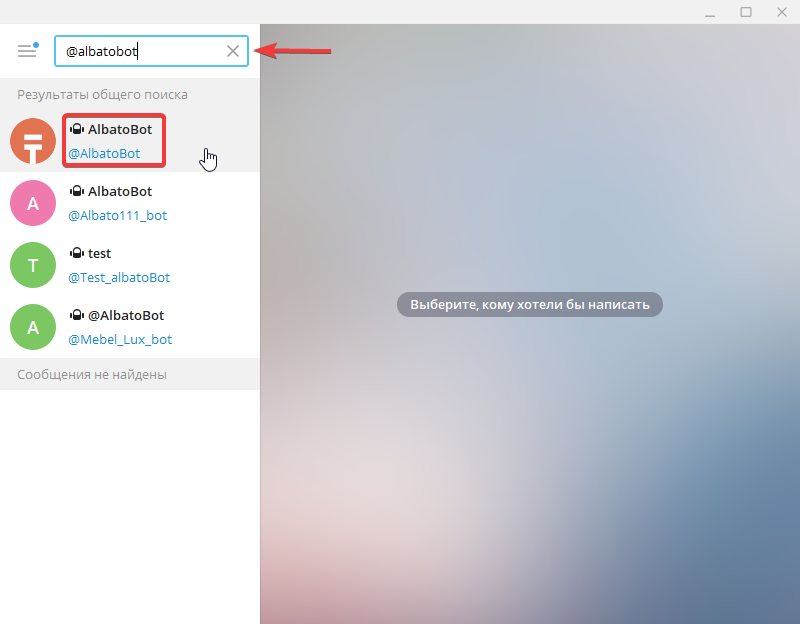 @albatobot
Результаты общего поиска
AlbatoBot
@AlbatoBot
A
AlbatoBot
@Albato111_bot
T
test
@Test_albatoBot
A
@AlbatoBot
@Mebel_Lux_bot
Сообщения не найдены
Выберите, кому хотели бы написать